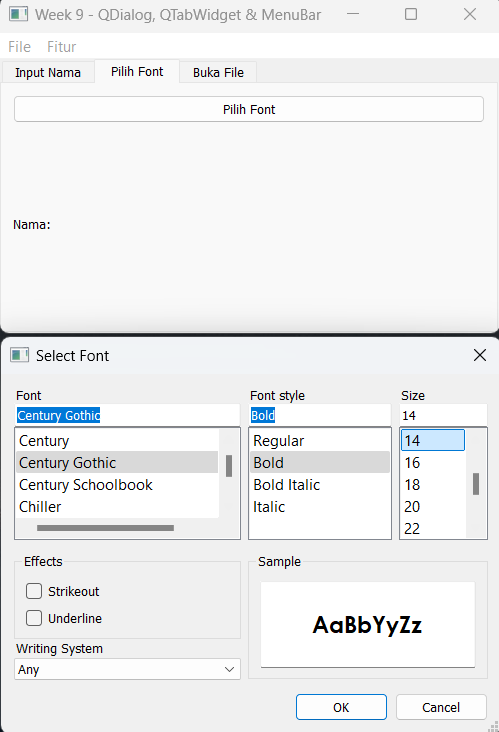 Week 9 - QDialog, QTabWidget & MenuBar
File Fitur
Input Nama Pilih Font Buka File
Pilih Font
Nama:
Select Font
Font Font style Size
Century Gothic Bold 14
Century Regular 14
Century Gothic Bold 16
Century Schoolbook Bold Italic 18
Chiller Italic 20
22
Effects Sample
Strikeout
Underline
AaBbYyZz
Writing System
Any
OK Cancel